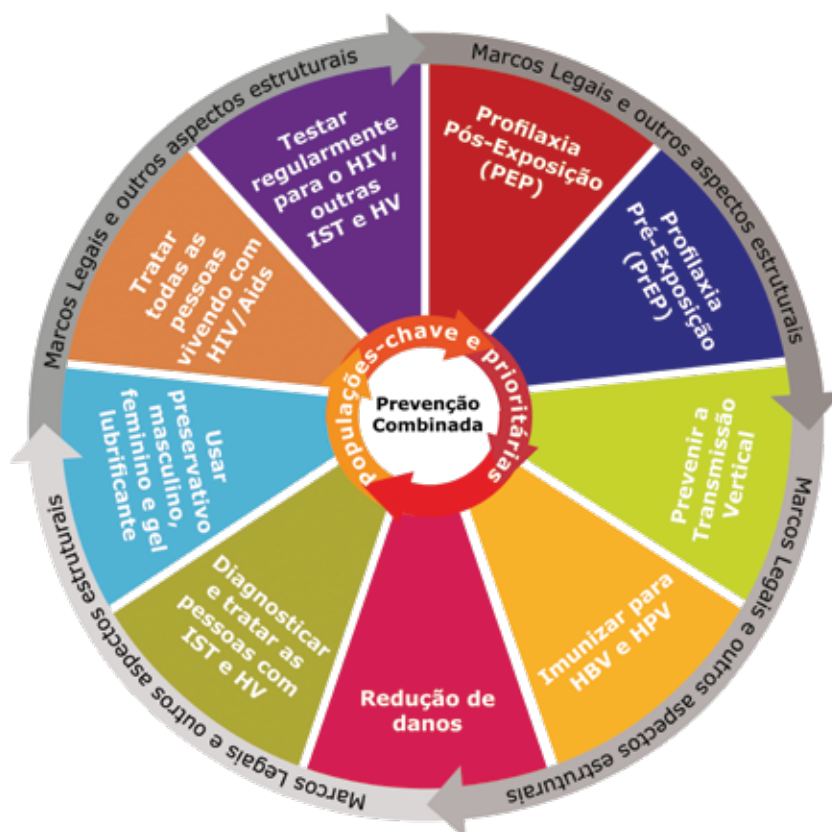 Marcos Legais e outros aspectos estruturais
Marcos Legais e outros aspectos estruturais
Testar
regularmente
para o HIV,
outras
IST e HV
Profilaxia
Pós-Exposição
(PEP)
Profilaxia
Pré-Exposição
(PrEP)
Prevenir a
Transmissão
Vertical
Imunizar para
HBV e HPV
Redução de
danos
Diagnosticar
e tratar as
pessoas com
IST e HV
Usar
preservativo
masculino,
feminino e gel
lubrificante
Tratar
todas as
pessoas
vivendo com
HIV/Aids
Populações-chave e prioritárias
Prevenção
Combinada
Marcos Legais e outros aspectos estruturais
Marcos Legais e outros aspectos estruturais